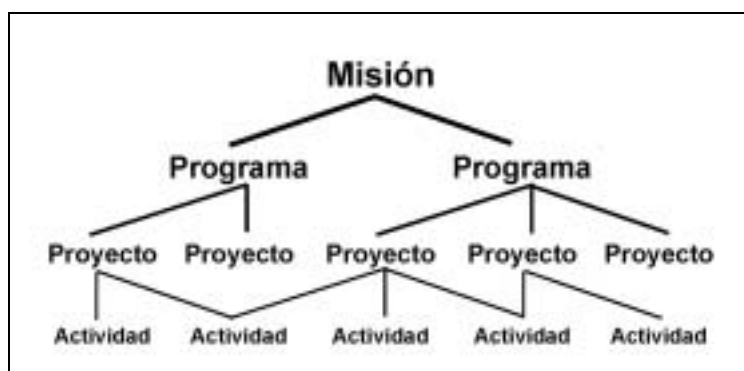 Misión
Programa Programa
Proyecto Proyecto Proyecto Proyecto Proyecto
Actividad Actividad Actividad Actividad Actividad